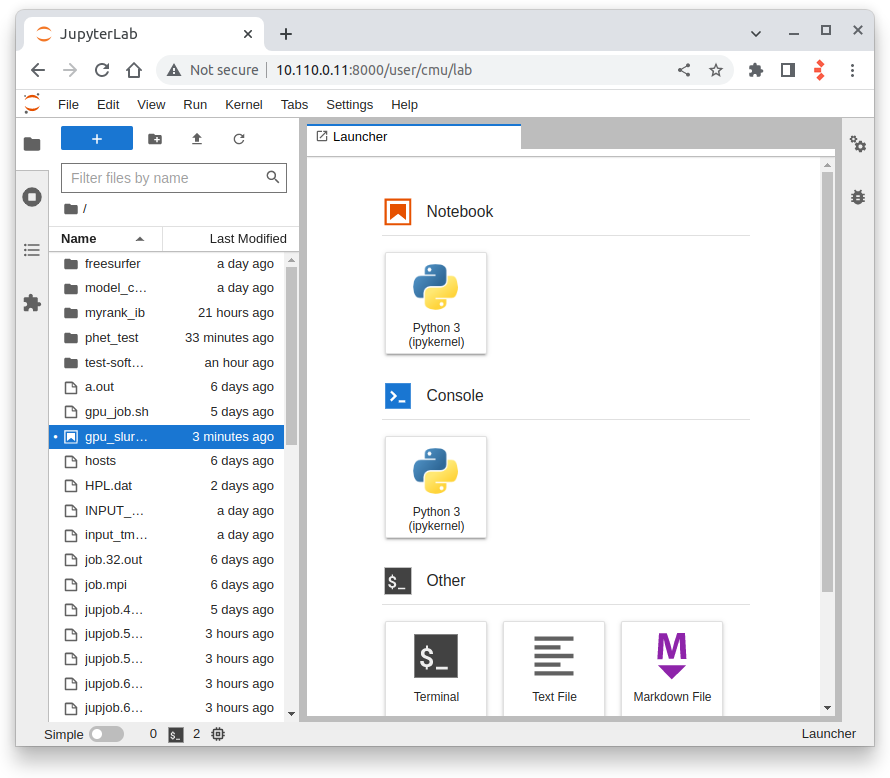 JupyterLab
Not secure 10.110.0.11:8000/user/cmu/lab
File Edit View Run Kernel Tabs Settings Help
Launcher
Filter files by name
/
Name Last Modified
freesurfer a day ago
model_c… a day ago
myrank_ib 21 hours ago
phet_test 33 minutes ago
test-soft… an hour ago
a.out 6 days ago
gpu_job.sh 5 days ago
gpu_slur… 3 minutes ago
hosts 6 days ago
HPL.dat 2 days ago
INPUT_… a day ago
input_tm… a day ago
job.32.out 6 days ago
job.mpi 6 days ago
jupjob.4… 5 days ago
jupjob.5… 3 hours ago
jupjob.5… 3 hours ago
jupjob.6… 3 hours ago
jupjob.6… 3 hours ago
Notebook
Python 3
(ipykernel)
Console
Python 3
(ipykernel)
$_ Other
$_ M
Terminal Text File Markdown File
Simple 0 $_ 2 Launcher